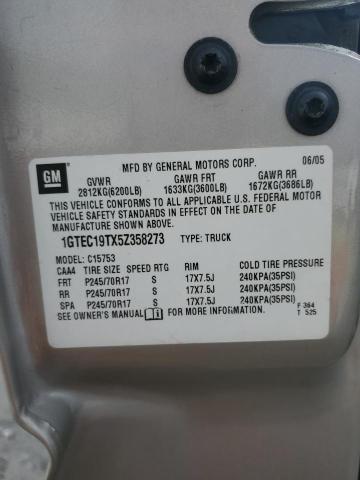 GM
MFD BY GENERAL MOTORS CORP. 06/05
GVWR GAWR FRT GAWR RR
2812KG(6200LB) 1633KG(3600LB) 1672KG(3686LB)
THIS VEHICLE CONFORMS TO ALL APPLICABLE U.S. FEDERAL MOTOR
VEHICLE SAFETY STANDARDS IN EFFECT ON THE DATE OF
MANUFACTURE SHOWN ABOVE.
1GTEC19TX5Z358273 TYPE: TRUCK
MODEL: C15753
CAA4 TIRE SIZE SPEED RTG RIM COLD TIRE PRESSURE
FRT P245/70R17 S 17X7.5J 240KPA(35PSI)
RR P245/70R17 S 17X7.5J 240KPA(35PSI)
SPA P245/70R17 S 17X7.5J 240KPA(35PSI)
SEE OWNER'S MANUAL FOR MORE INFORMATION. F 364
T 525